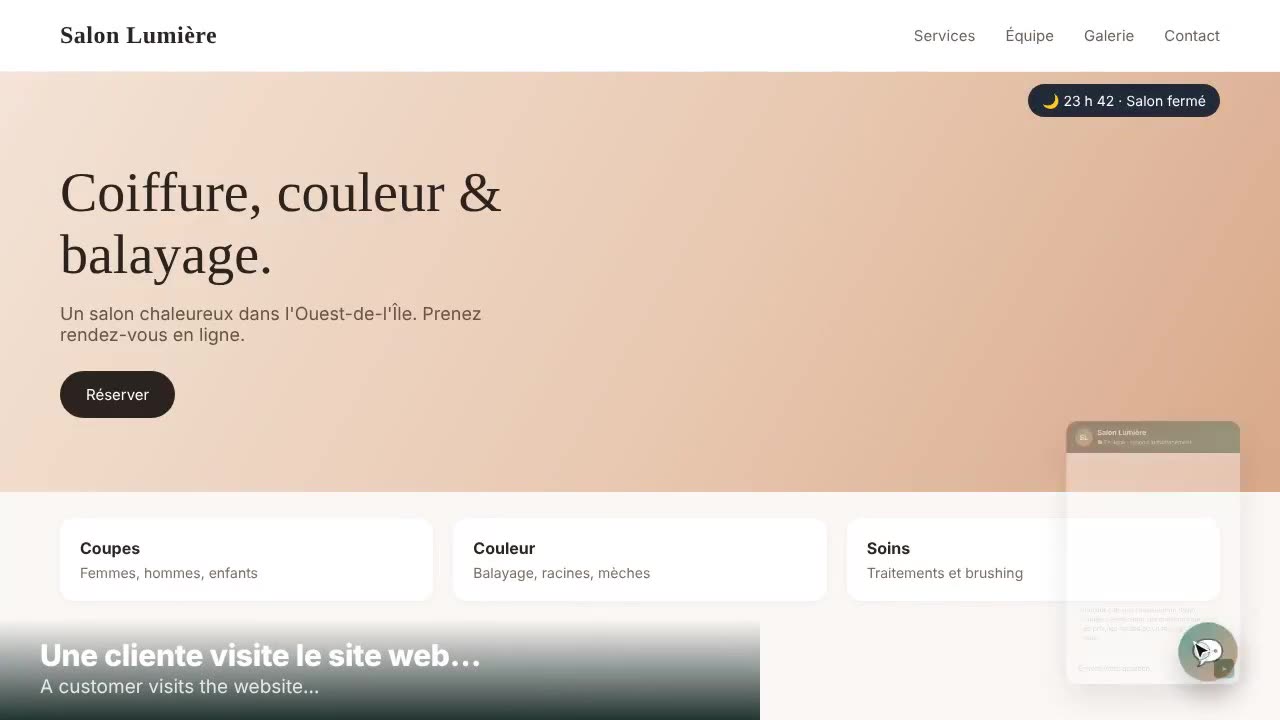 Salon Lumière
Services
Équipe
Galerie
Contact
🌙 23 h 42 · Salon fermé
Coiffure, couleur &
balayage.
Un salon chaleureux dans l'Ouest-de-l'Île. Prenez
rendez-vous en ligne.
Réserver
SL
Salon Lumière
Coupes
Femmes, hommes, enfants
Couleur
Balayage, racines, mèches
Soins
Traitements et brushing
Une cliente visite le site web...
A customer visits the website...